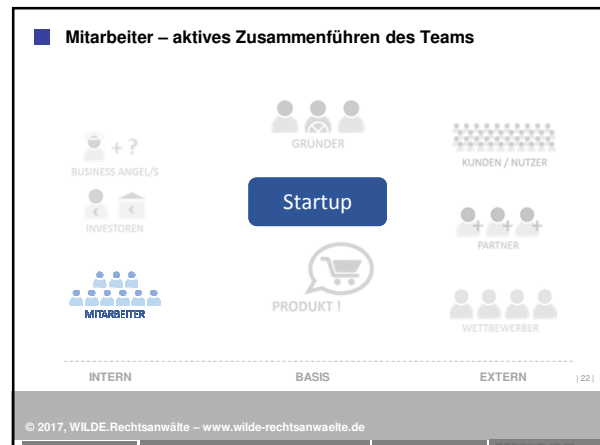 Mitarbeiter – aktives Zusammenführen des Teams
GRÜNDER
+ ?
BUSINESS ANGEL/S
KUNDEN / NUTZER
Startup
€ €
INVESTOREN
PARTNER
PRODUKT !
MITARBEITER
WETTBEWERBER
INTERN BASIS EXTERN | 22 |
© 2017, WILDE.Rechtsanwälte – www.wilde-rechtsanwaelte.de